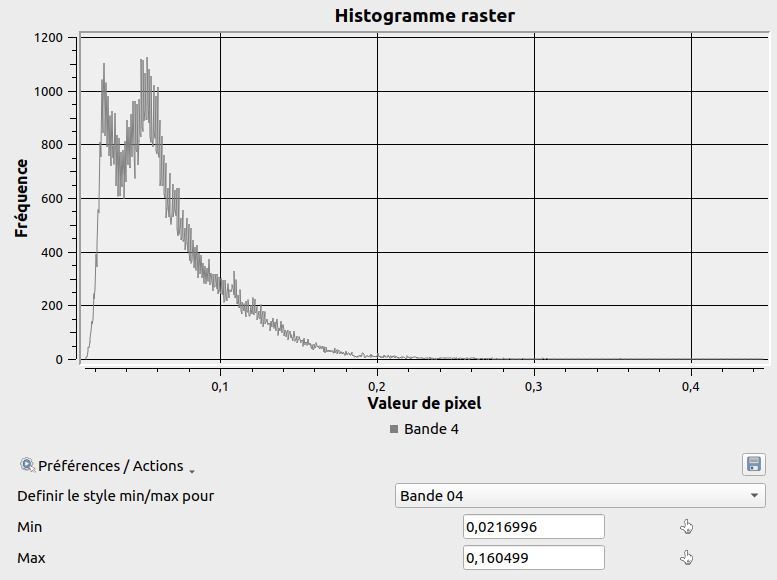 Histogramme raster
1200
1000
800
600
400
200
0
Fréquence
0,1 0,2 0,3 0,4
Valeur de pixel
Bande 4
Préférences / Actions
Definir le style min/max pour Bande 04
Min 0,0216996
Max 0,160499